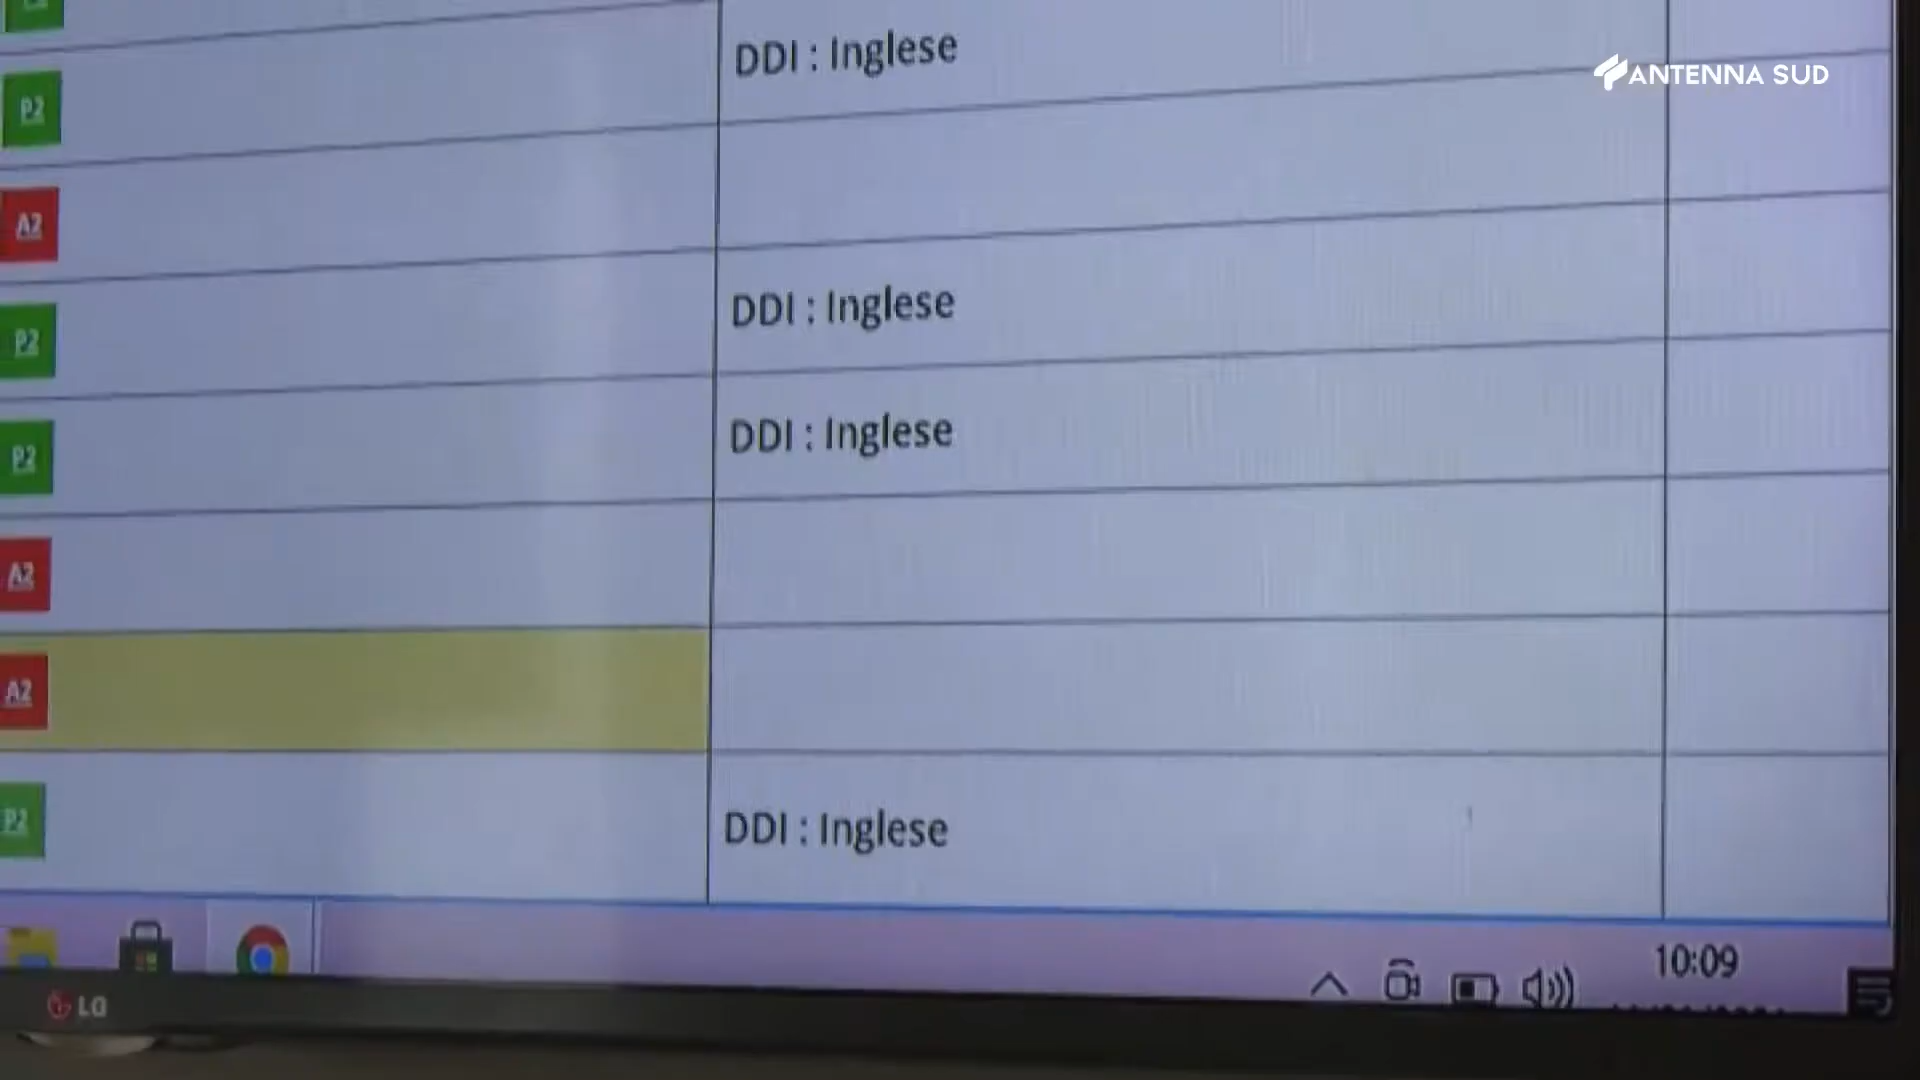 DDI : Inglese
ANTENNA SUD
P2
A2
P2
DDI : Inglese
P2
DDI : Inglese
A2
A2
P2
DDI : Inglese
10:09
LG